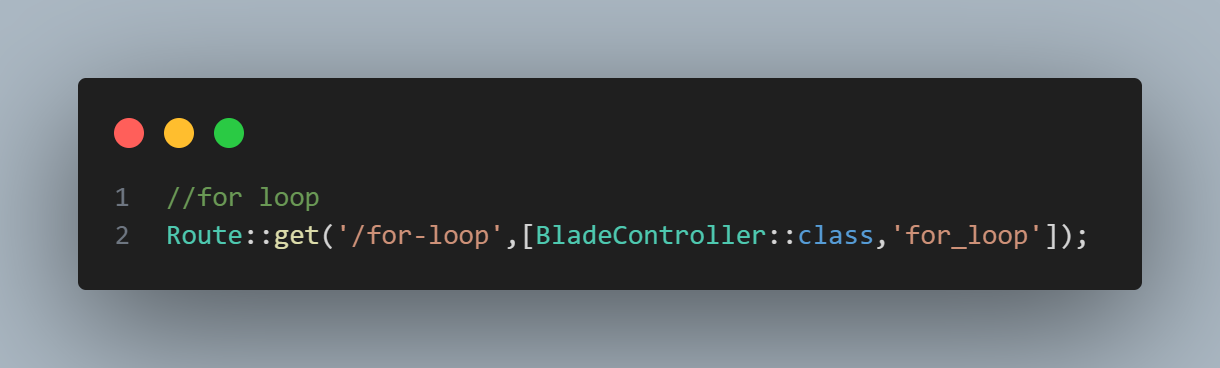 1 //for loop
2 Route::get('/for-loop',[BladeController::class,'for_loop']);